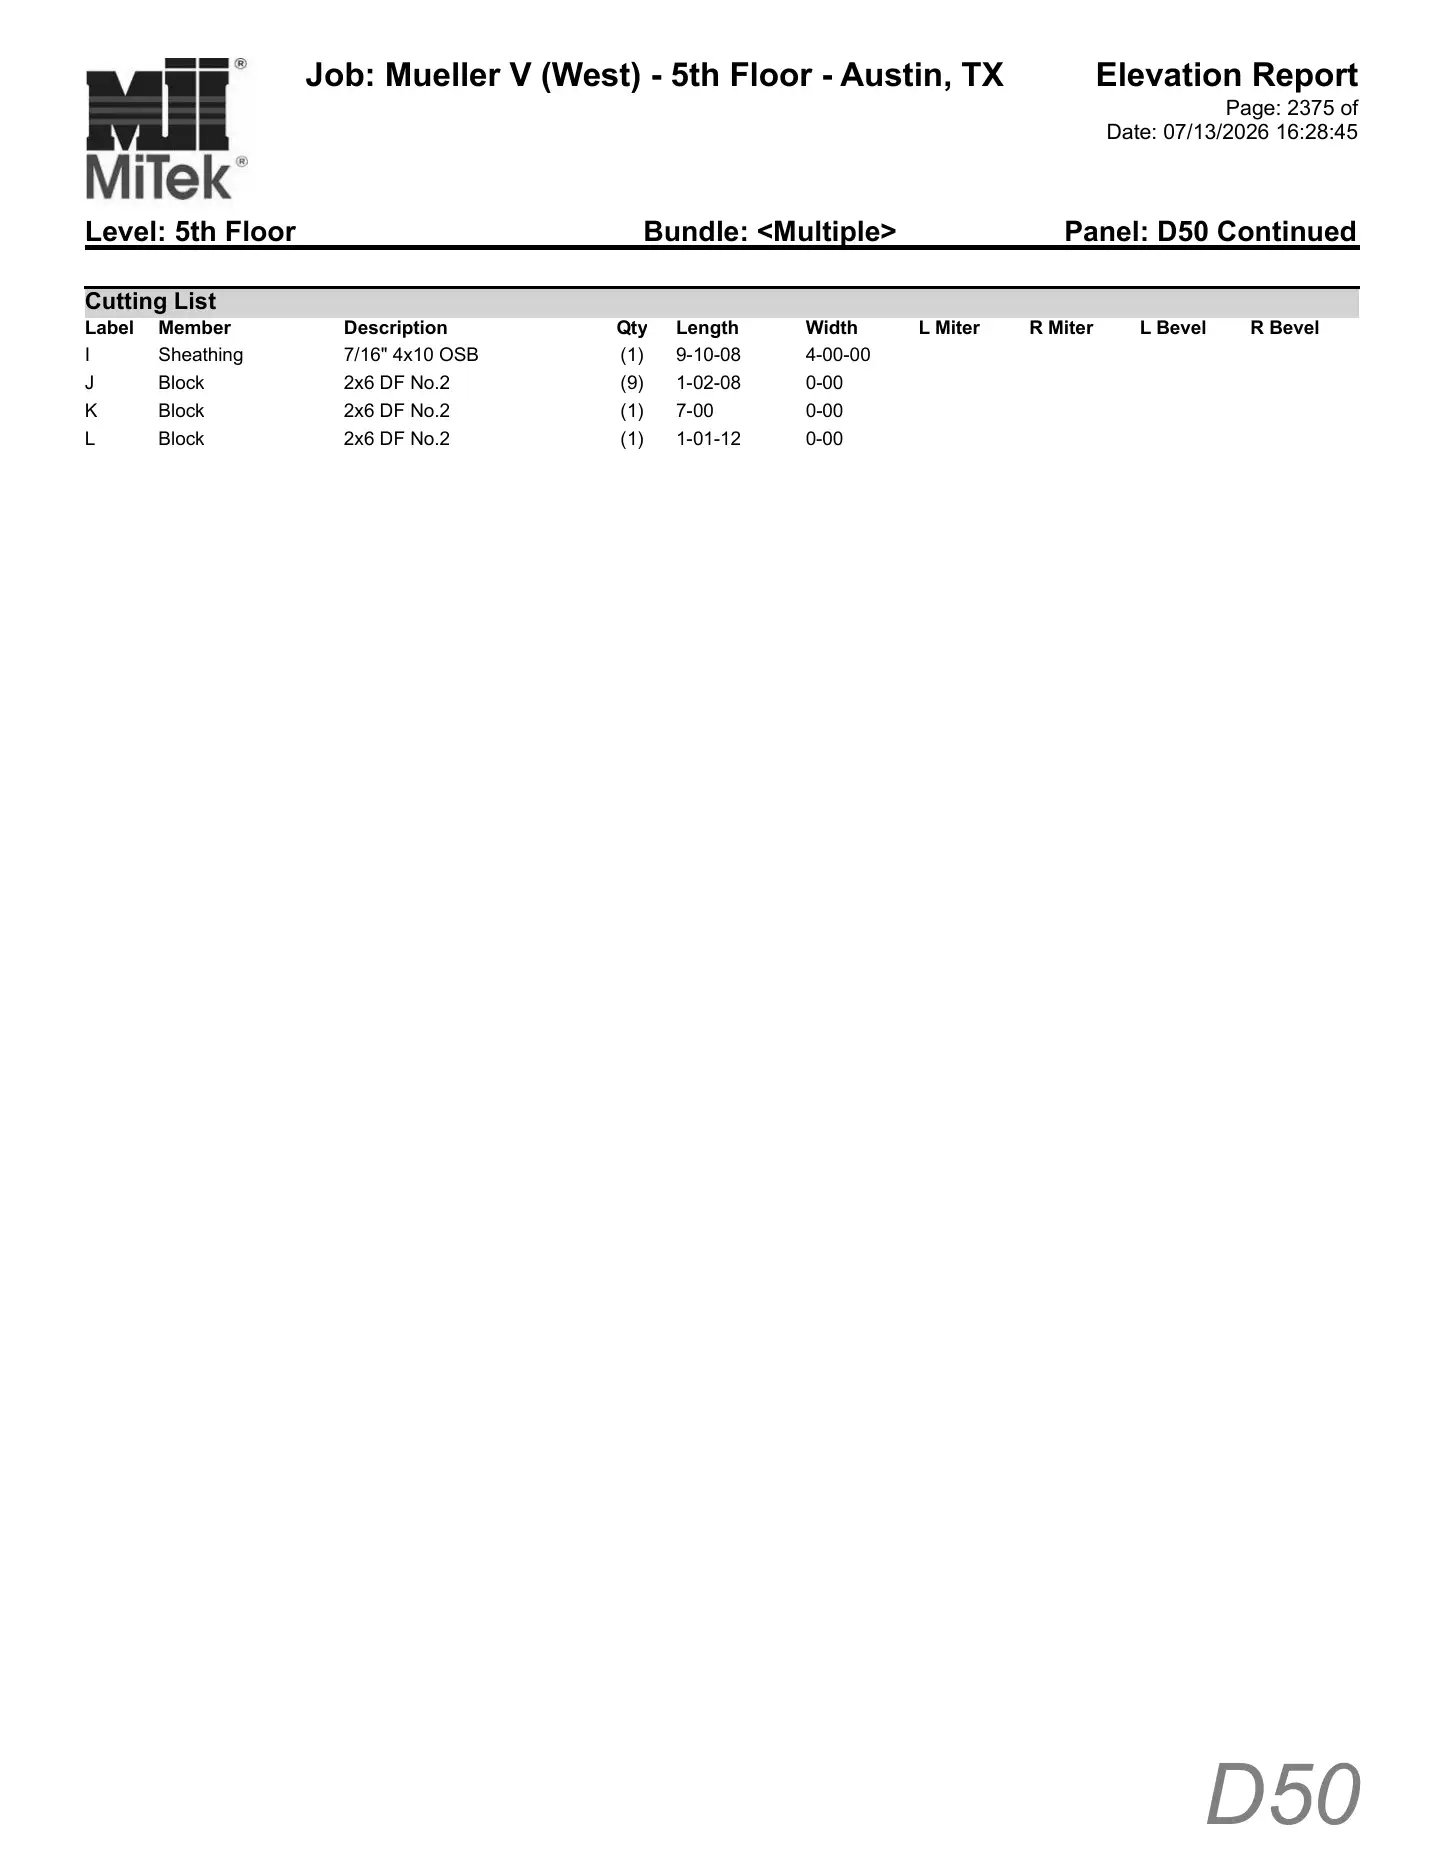 MiTek®
Job: Mueller V (West) - 5th Floor - Austin, TX
Elevation Report
Page: 2375 of
Date: 07/13/2026 16:28:45
Level: 5th Floor Bundle: <Multiple> Panel: D50 Continued
Cutting List
Label Member Description Qty Length Width L Miter R Miter L Bevel R Bevel
I Sheathing 7/16" 4x10 OSB (1) 9-10-08 4-00-00
J Block 2x6 DF No.2 (9) 1-02-08 0-00
K Block 2x6 DF No.2 (1) 7-00 0-00
L Block 2x6 DF No.2 (1) 1-01-12 0-00
D50